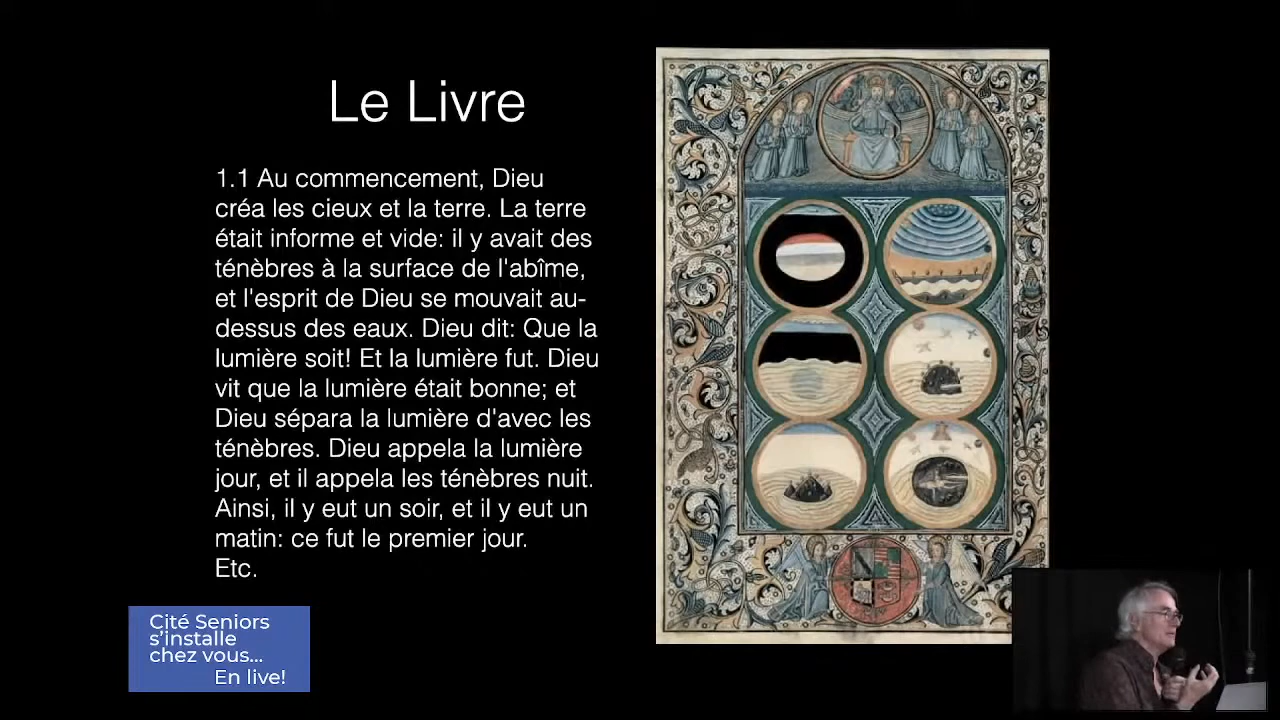 Le Livre
1.1 Au commencement, Dieu
créa les cieux et la terre. La terre
était informe et vide: il y avait des
ténèbres à la surface de l'abîme,
et l'esprit de Dieu se mouvait au-
dessus des eaux. Dieu dit: Que la
lumière soit! Et la lumière fut. Dieu
vit que la lumière était bonne; et
Dieu sépara la lumière d'avec les
ténèbres. Dieu appela la lumière
jour, et il appela les ténèbres nuit.
Ainsi, il y eut un soir, et il y eut un
matin: ce fut le premier jour.
Etc.
Cité Seniors
s'installe
chez vous...
En live!